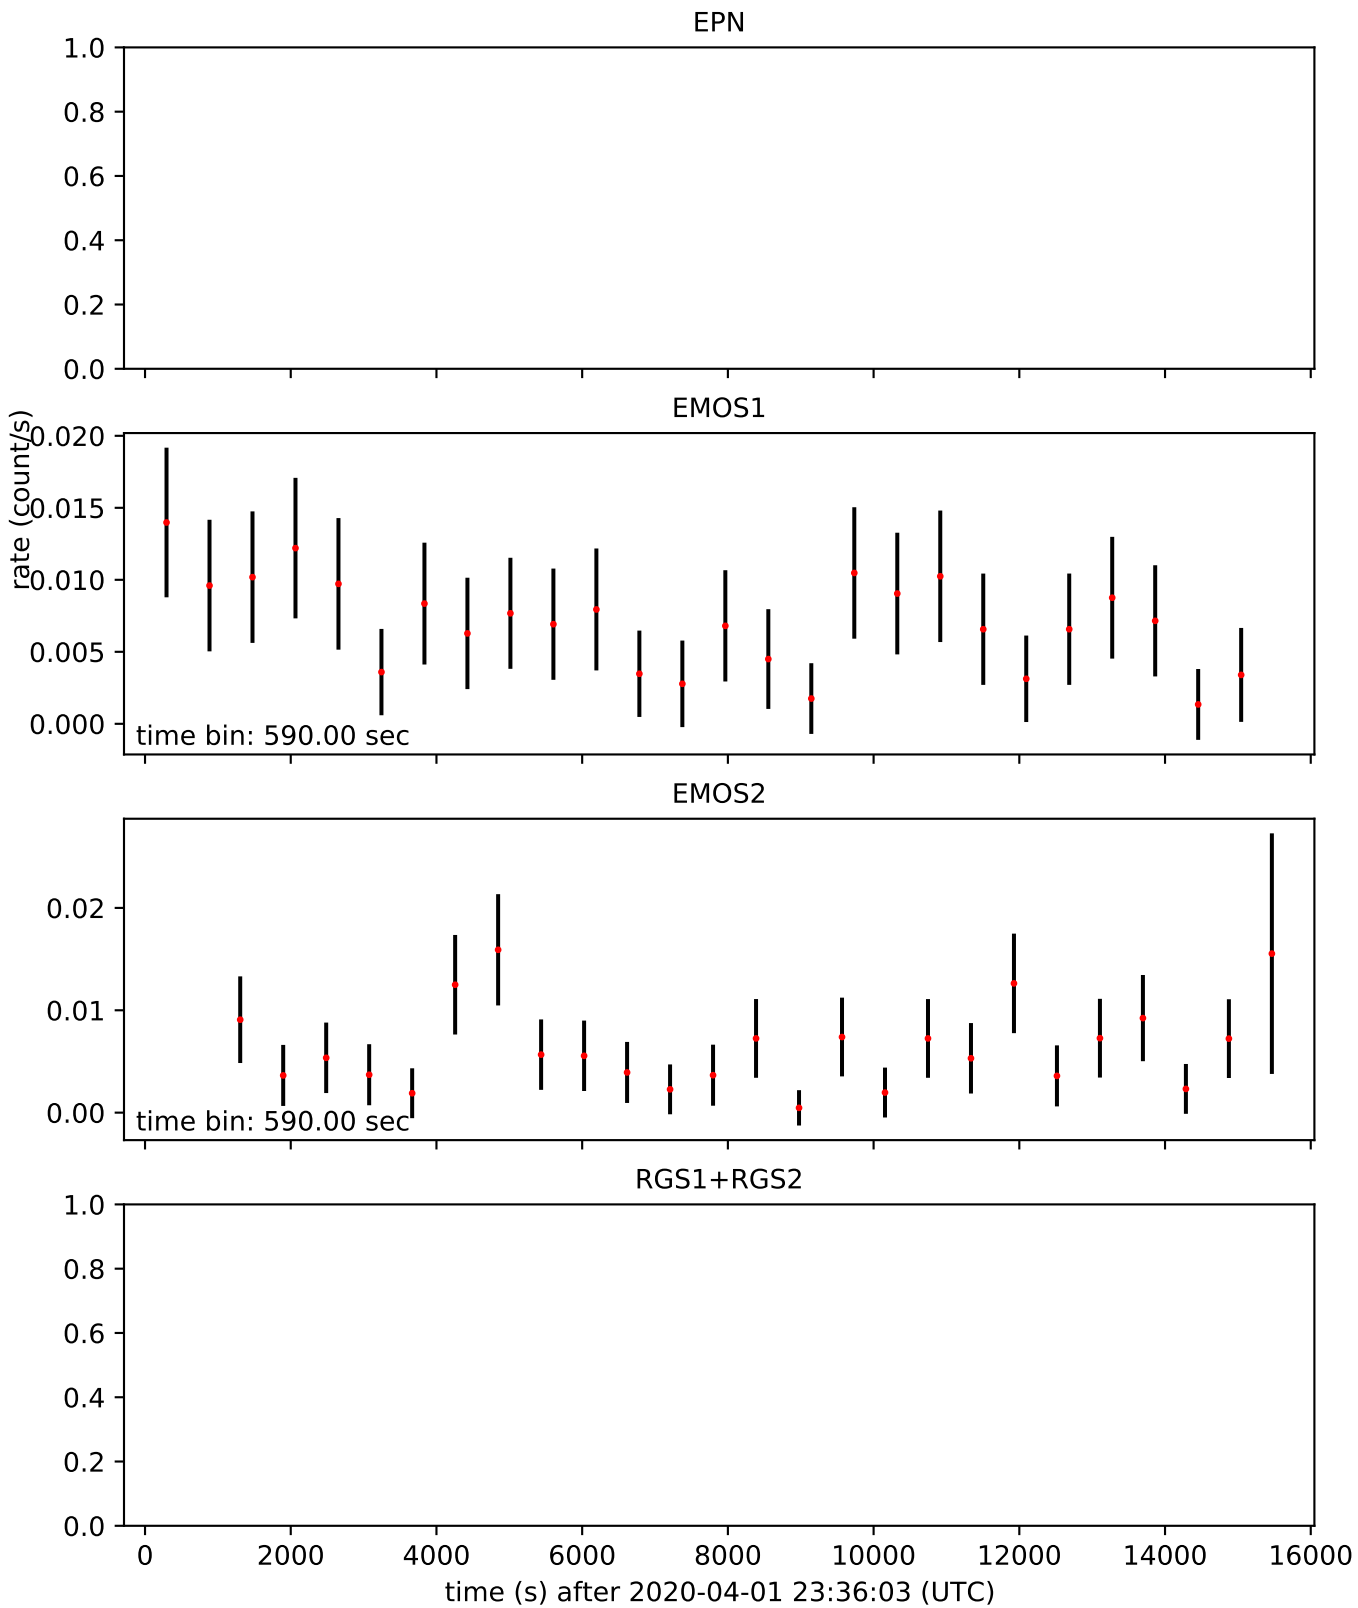 EPN
1.0
0.8
0.6
0.4
0.2
0.0
EMOS1
rate (count/s)
0.020
0.015
0.010
0.005
0.000
time bin: 590.00 sec
EMOS2
0.02
0.01
0.00
time bin: 590.00 sec
RGS1+RGS2
1.0
0.8
0.6
0.4
0.2
0.0
0 2000 4000 6000 8000 10000 12000 14000 16000
time (s) after 2020-04-01 23:36:03 (UTC)